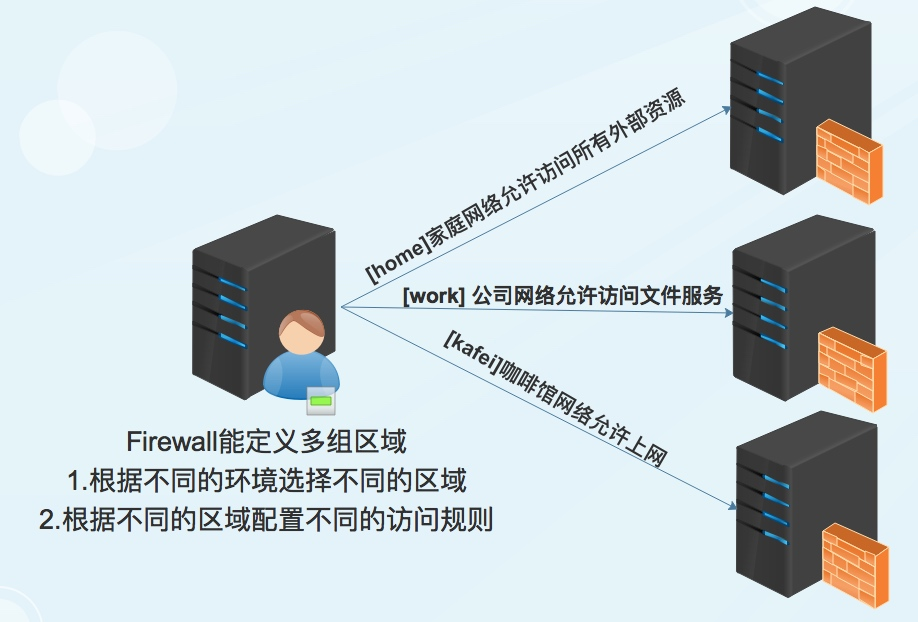 [home]家庭网络允许访问所有外部资源
[work] 公司网络允许访问文件服务
[kafei]咖啡馆网络允许上网
Firewall能定义多组区域
1.根据不同的环境选择不同的区域
2.根据不同的区域配置不同的访问规则